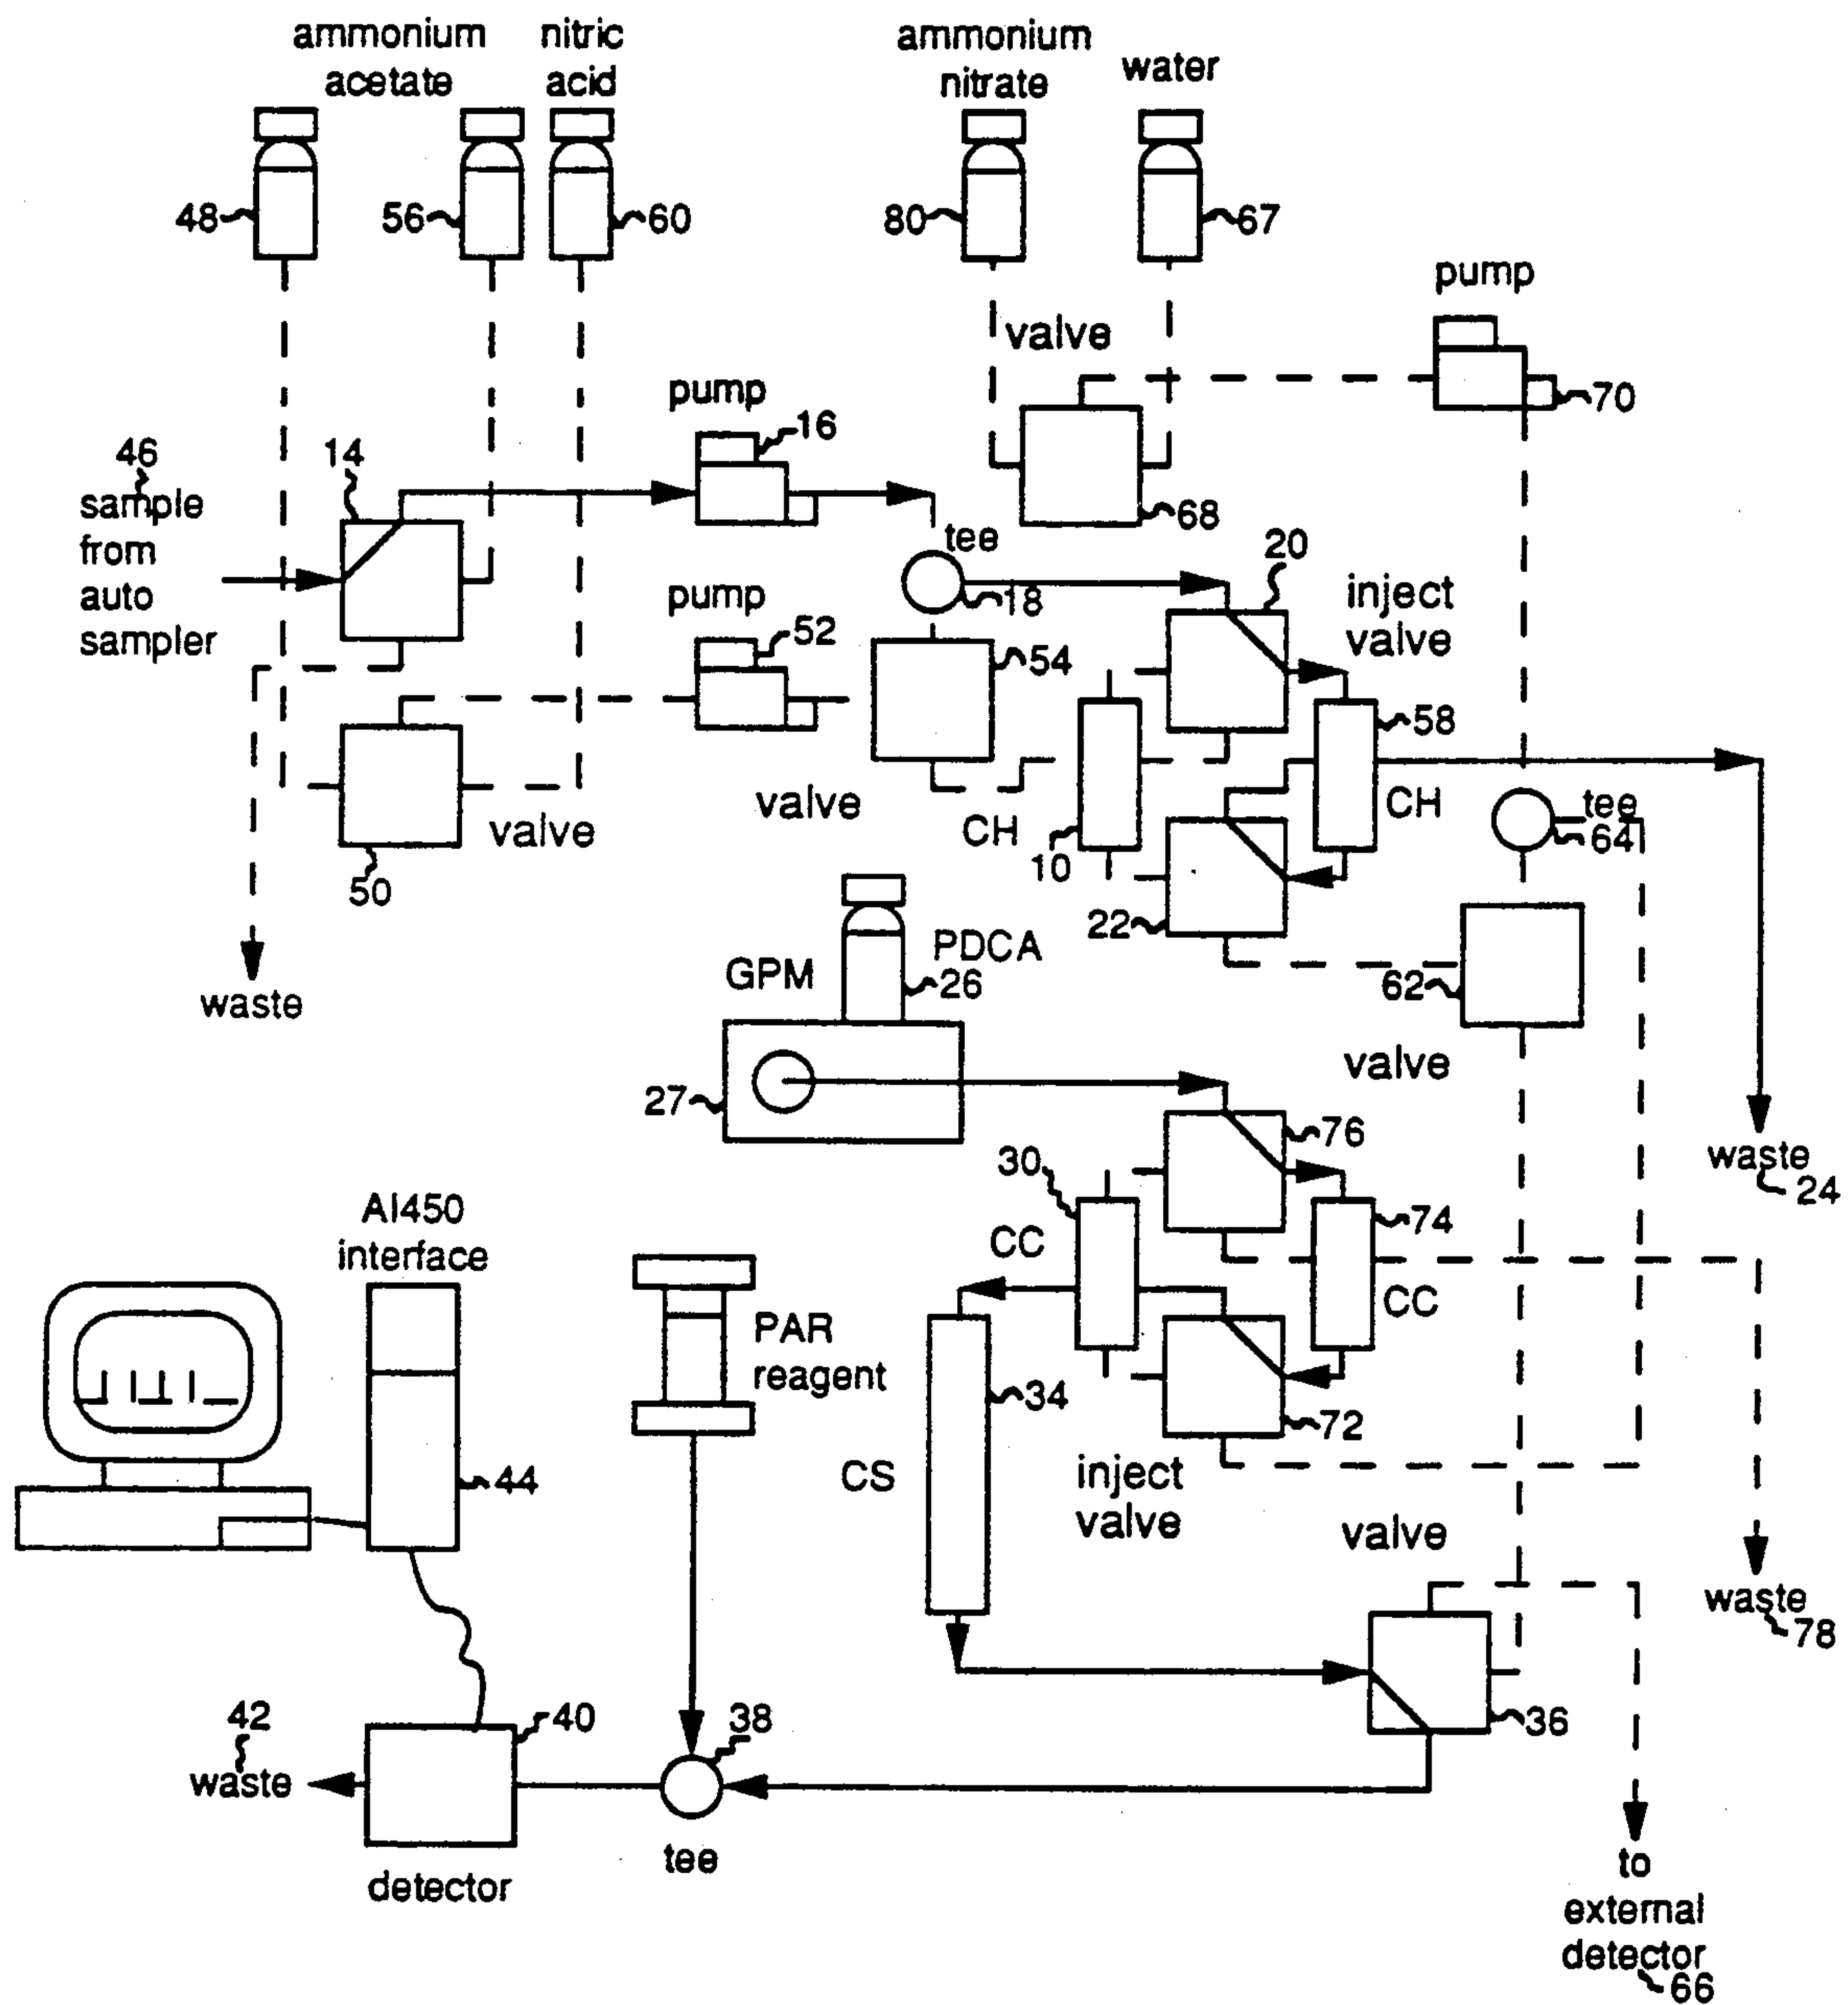 ammonium
acetate
nitric
acid
ammonium
nitrate
water
48
56
60
80
67
pump
valve
70
pump
16
46
14
sample
from
auto
sampler
68
tee
18
20
inject
valve
pump
52
54
58
valve
50
valve
CH
10
CH
tee
64
22
waste
GPM
PDCA
26
62
valve
27
76
waste
24
30
CC
74
CC
AI450
interface
PAR
reagent
34
72
44
CS
inject
valve
valve
waste
78
42
waste
40
38
36
detector
tee
to
external
detector
66